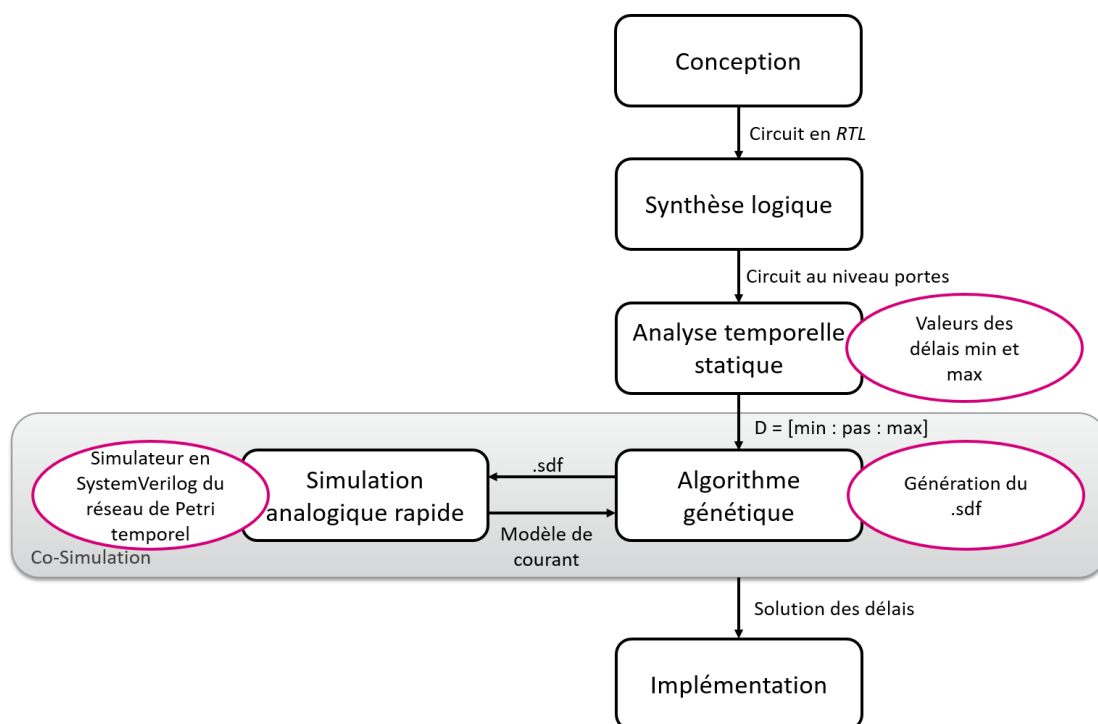 Conception
Circuit en RTL
Synthèse logique
Circuit au niveau portes
Analyse temporelle
statique
Valeurs des
délais min et
max
D = [min : pas : max]
Simulateur en
SystemVerilog du
réseau de Petri
temporel
Simulation
analogique rapide
.sdf
Modèle de
courant
Algorithme
génétique
Génération du
.sdf
Co-Simulation
Solution des délais
Implémentation